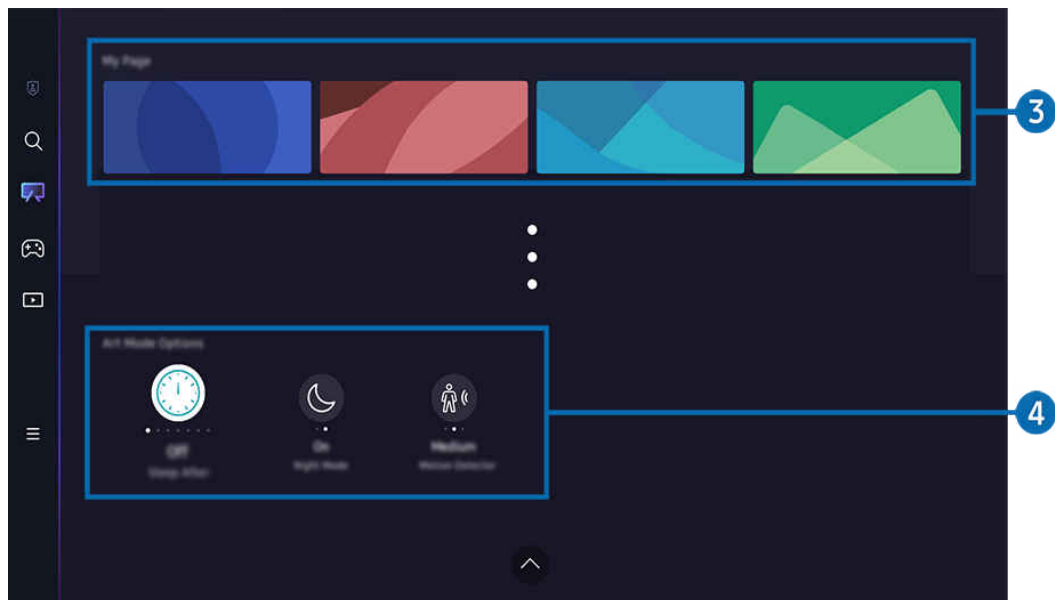 My Page
3
Art Mode Options
4
Off
On
Medium
Sleep After
Night Mode
Motion Detector